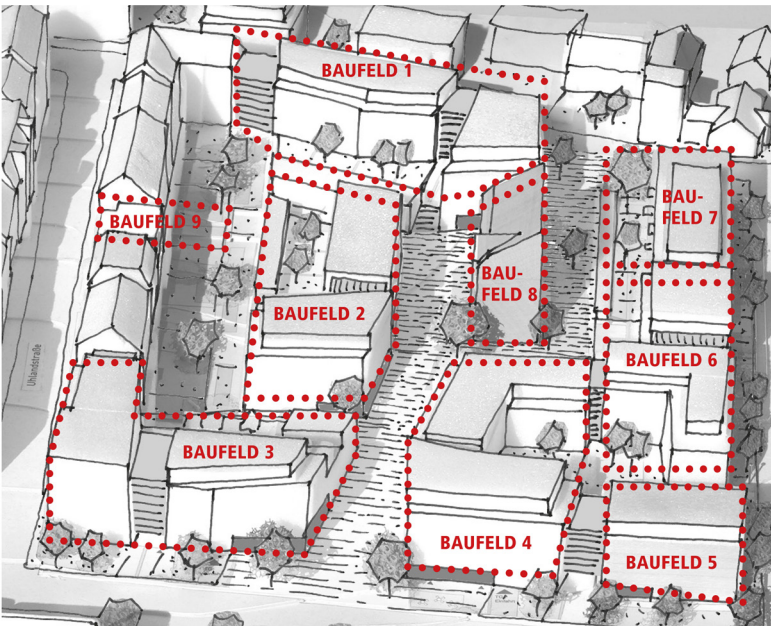 BAUFELD 1
BAU-
FELD 7
BAUFELD 9
BAU-
FELD 8
BAUFELD 2
Uhlandstraße
BAUFELD 6
BAUFELD 3
BAUFELD 4
BAUFELD 5